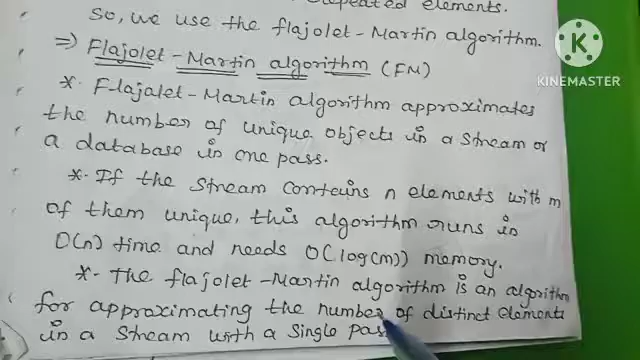 repeated elements.
So, we use the flajolet-Martin algorithm.
⇒ Flajolet-Martin algorithm (FM)
*. Flajalet-Martin algorithm approximates
the number of unique objects in a stream or
a database in one pass.
*. If the stream contains n elements with m
of them unique, this algorithm runs in
O(n) time and needs O(log(m)) memory.
*. The flajolet-Martin algorithm is an algorithm
for approximating the number of distinct elements
in a stream with a single pass
KINEMASTER